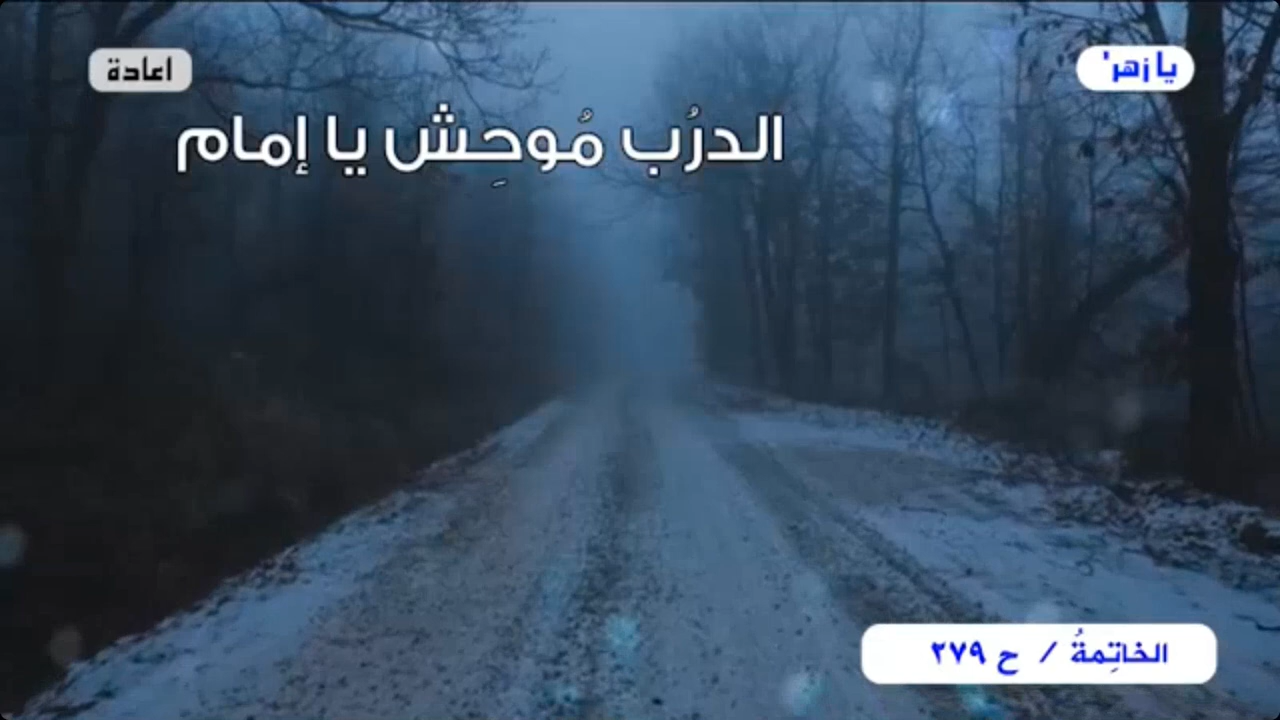 يا زهر'
اعادة
الدرُب مُوحِش يا إمام
الخاتِمةُ / ح ٢٧٩